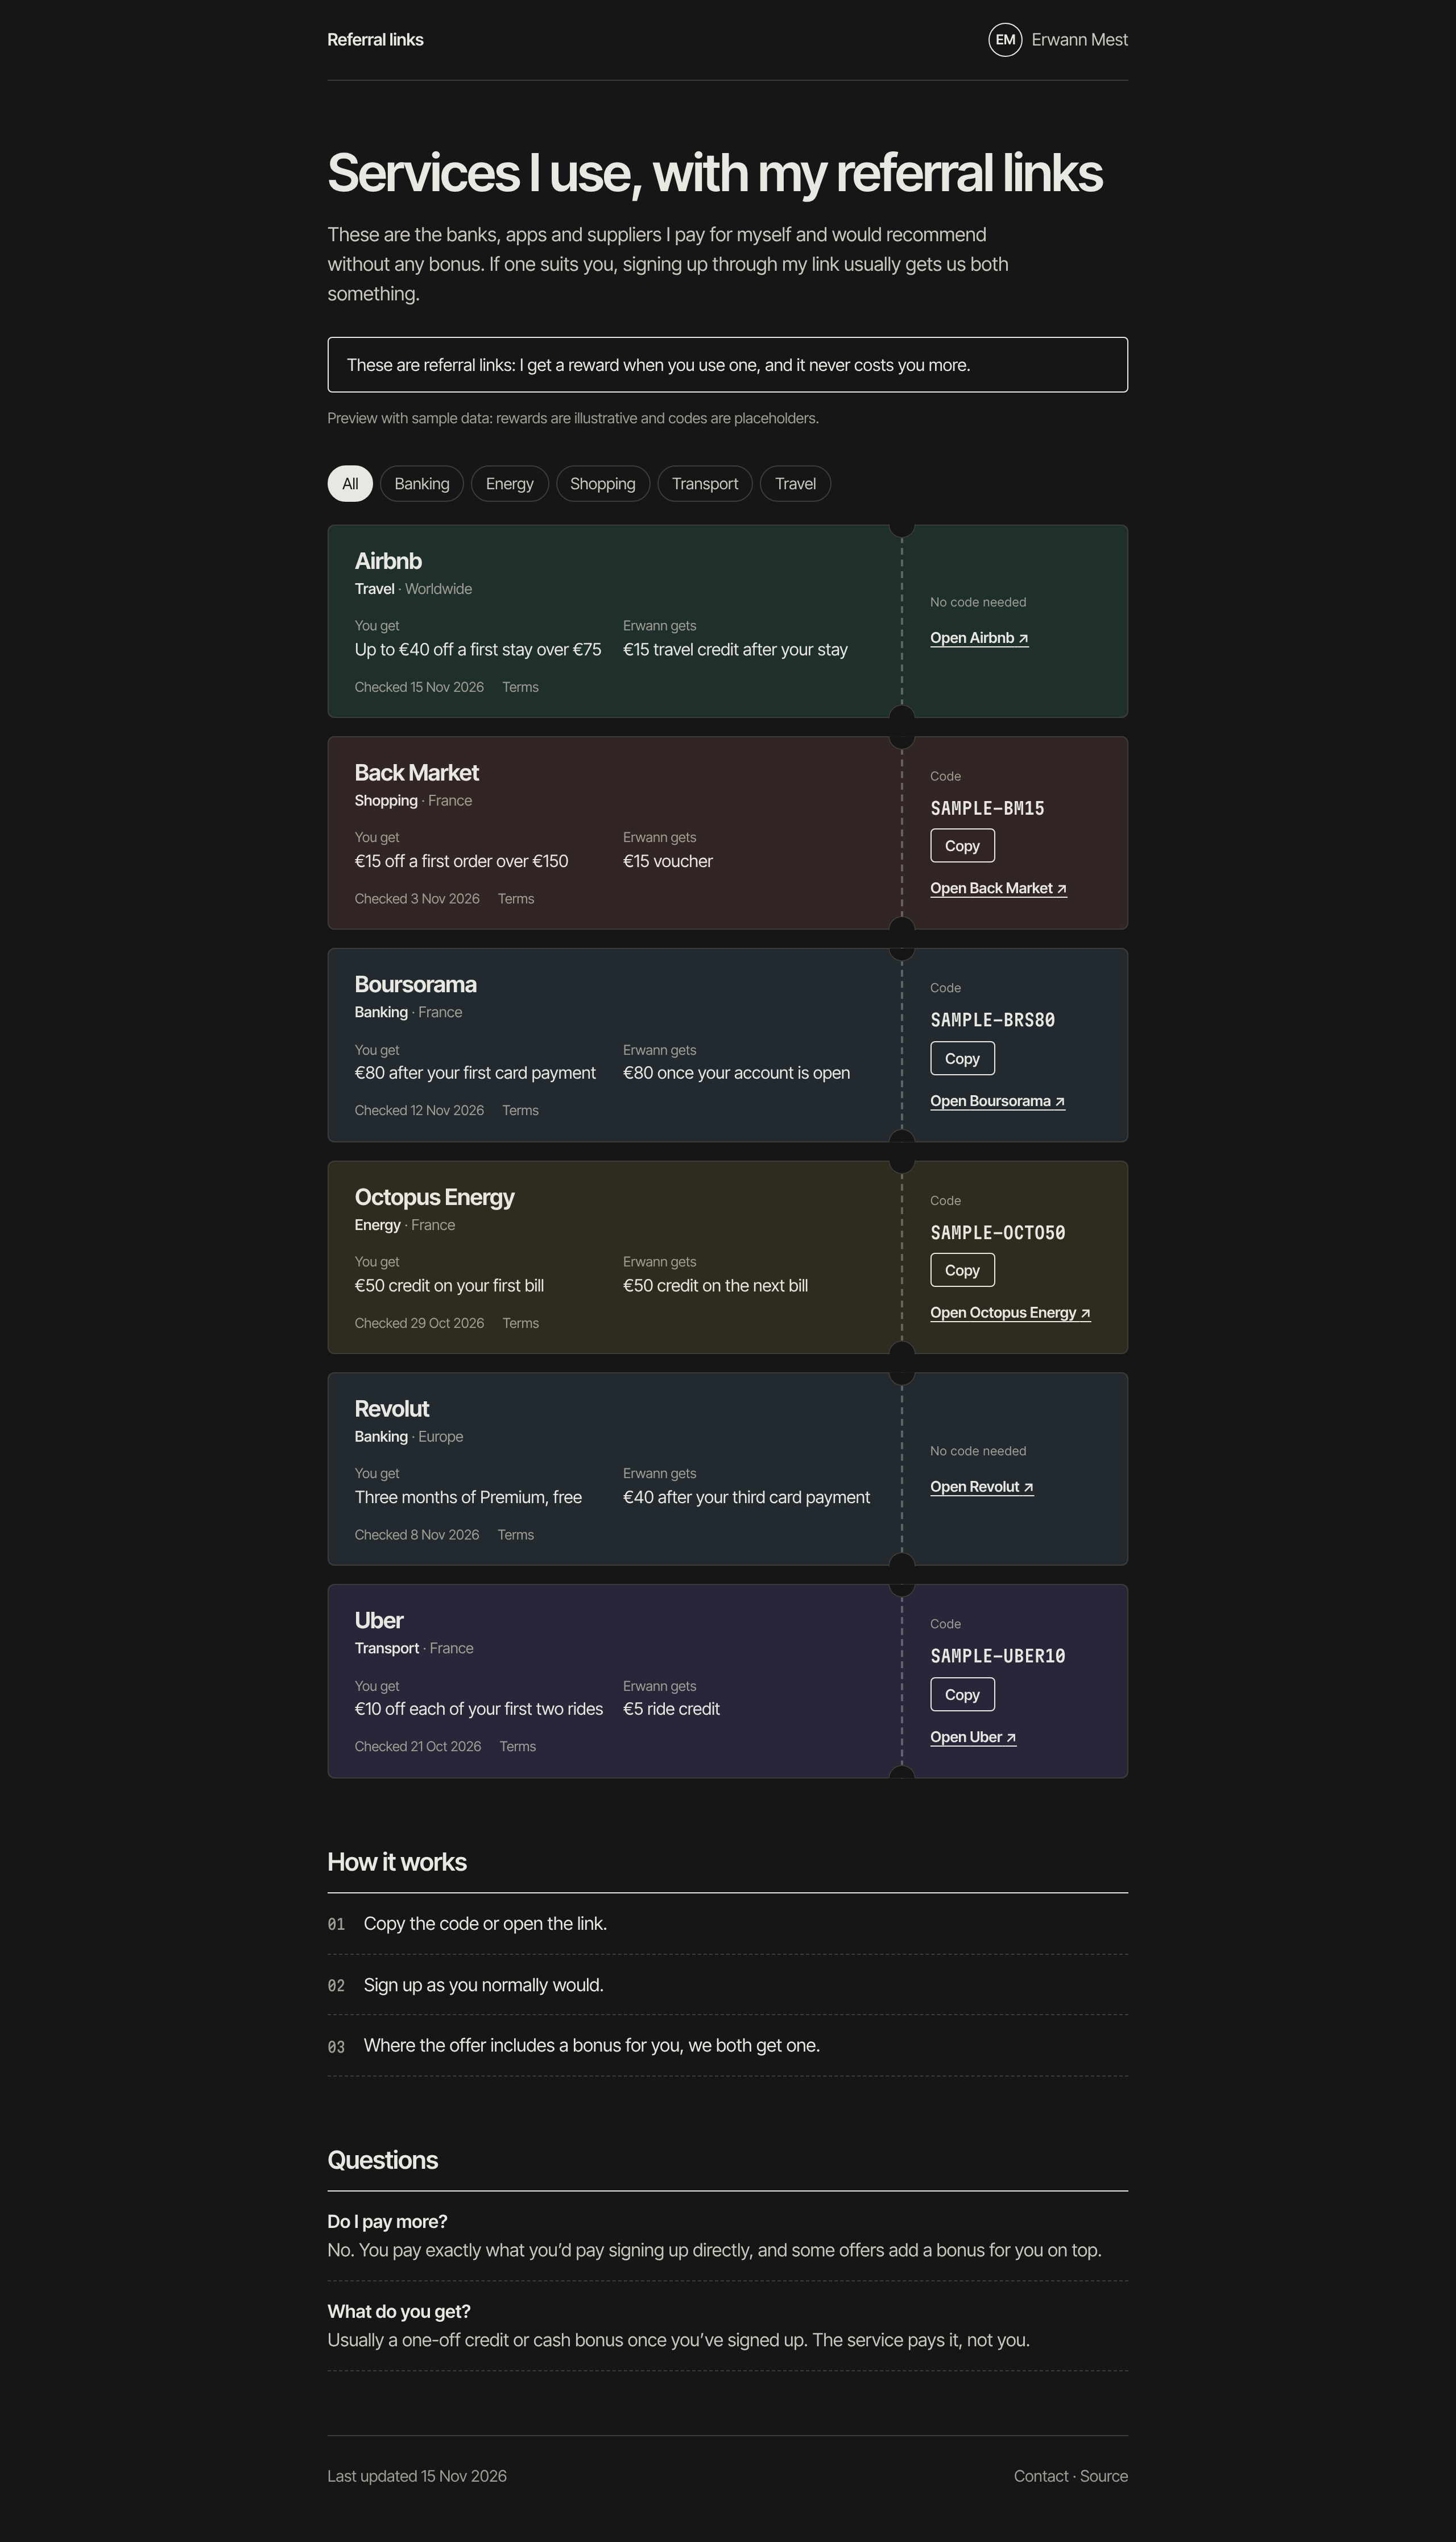 Referral links
EM Erwann Mest
Services I use, with my referral links
These are the banks, apps and suppliers I pay for myself and would recommend
without any bonus. If one suits you, signing up through my link usually gets us both
something.
These are referral links: I get a reward when you use one, and it never costs you more.
Preview with sample data: rewards are illustrative and codes are placeholders.
All Banking Energy Shopping Transport Travel
Airbnb
Travel · Worldwide
You get
Up to €40 off a first stay over €75
Erwann gets
€15 travel credit after your stay
Checked 15 Nov 2026 Terms
No code needed
Open Airbnb ↗
Back Market
Shopping · France
You get
€15 off a first order over €150
Erwann gets
€15 voucher
Checked 3 Nov 2026 Terms
Code
SAMPLE-BM15
Copy
Open Back Market ↗
Boursorama
Banking · France
You get
€80 after your first card payment
Erwann gets
€80 once your account is open
Checked 12 Nov 2026 Terms
Code
SAMPLE-BRS80
Copy
Open Boursorama ↗
Octopus Energy
Energy · France
You get
€50 credit on your first bill
Erwann gets
€50 credit on the next bill
Checked 29 Oct 2026 Terms
Code
SAMPLE-OCTO50
Copy
Open Octopus Energy ↗
Revolut
Banking · Europe
You get
Three months of Premium, free
Erwann gets
€40 after your third card payment
Checked 8 Nov 2026 Terms
No code needed
Open Revolut ↗
Uber
Transport · France
You get
€10 off each of your first two rides
Erwann gets
€5 ride credit
Checked 21 Oct 2026 Terms
Code
SAMPLE-UBER10
Copy
Open Uber ↗
How it works
01 Copy the code or open the link.
02 Sign up as you normally would.
03 Where the offer includes a bonus for you, we both get one.
Questions
Do I pay more?
No. You pay exactly what you’d pay signing up directly, and some offers add a bonus for you on top.
What do you get?
Usually a one-off credit or cash bonus once you’ve signed up. The service pays it, not you.
Last updated 15 Nov 2026
Contact · Source